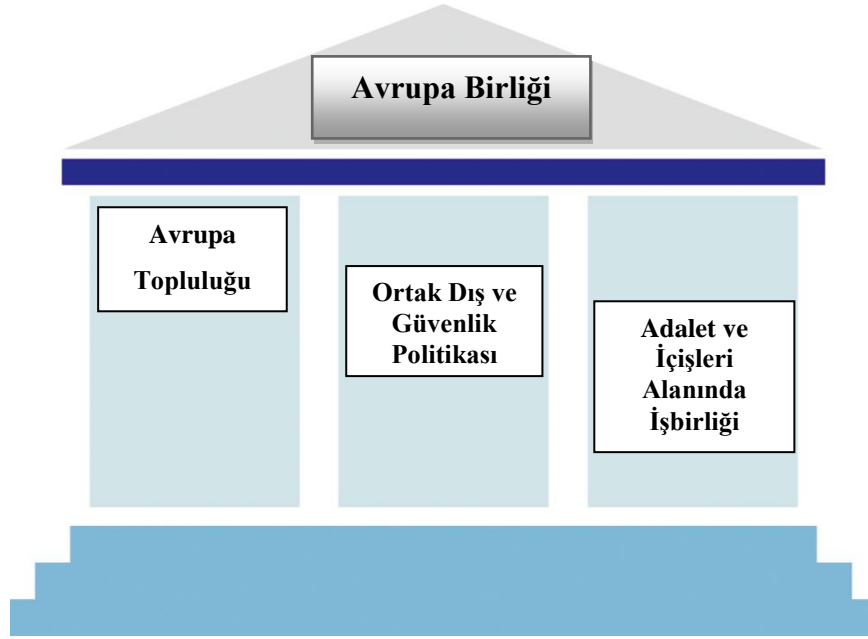 Avrupa Birliği
Avrupa
Topluluğu
Ortak Dış ve
Güvenlik
Politikası
Adalet ve
İçişleri
Alanında
İşbirliği